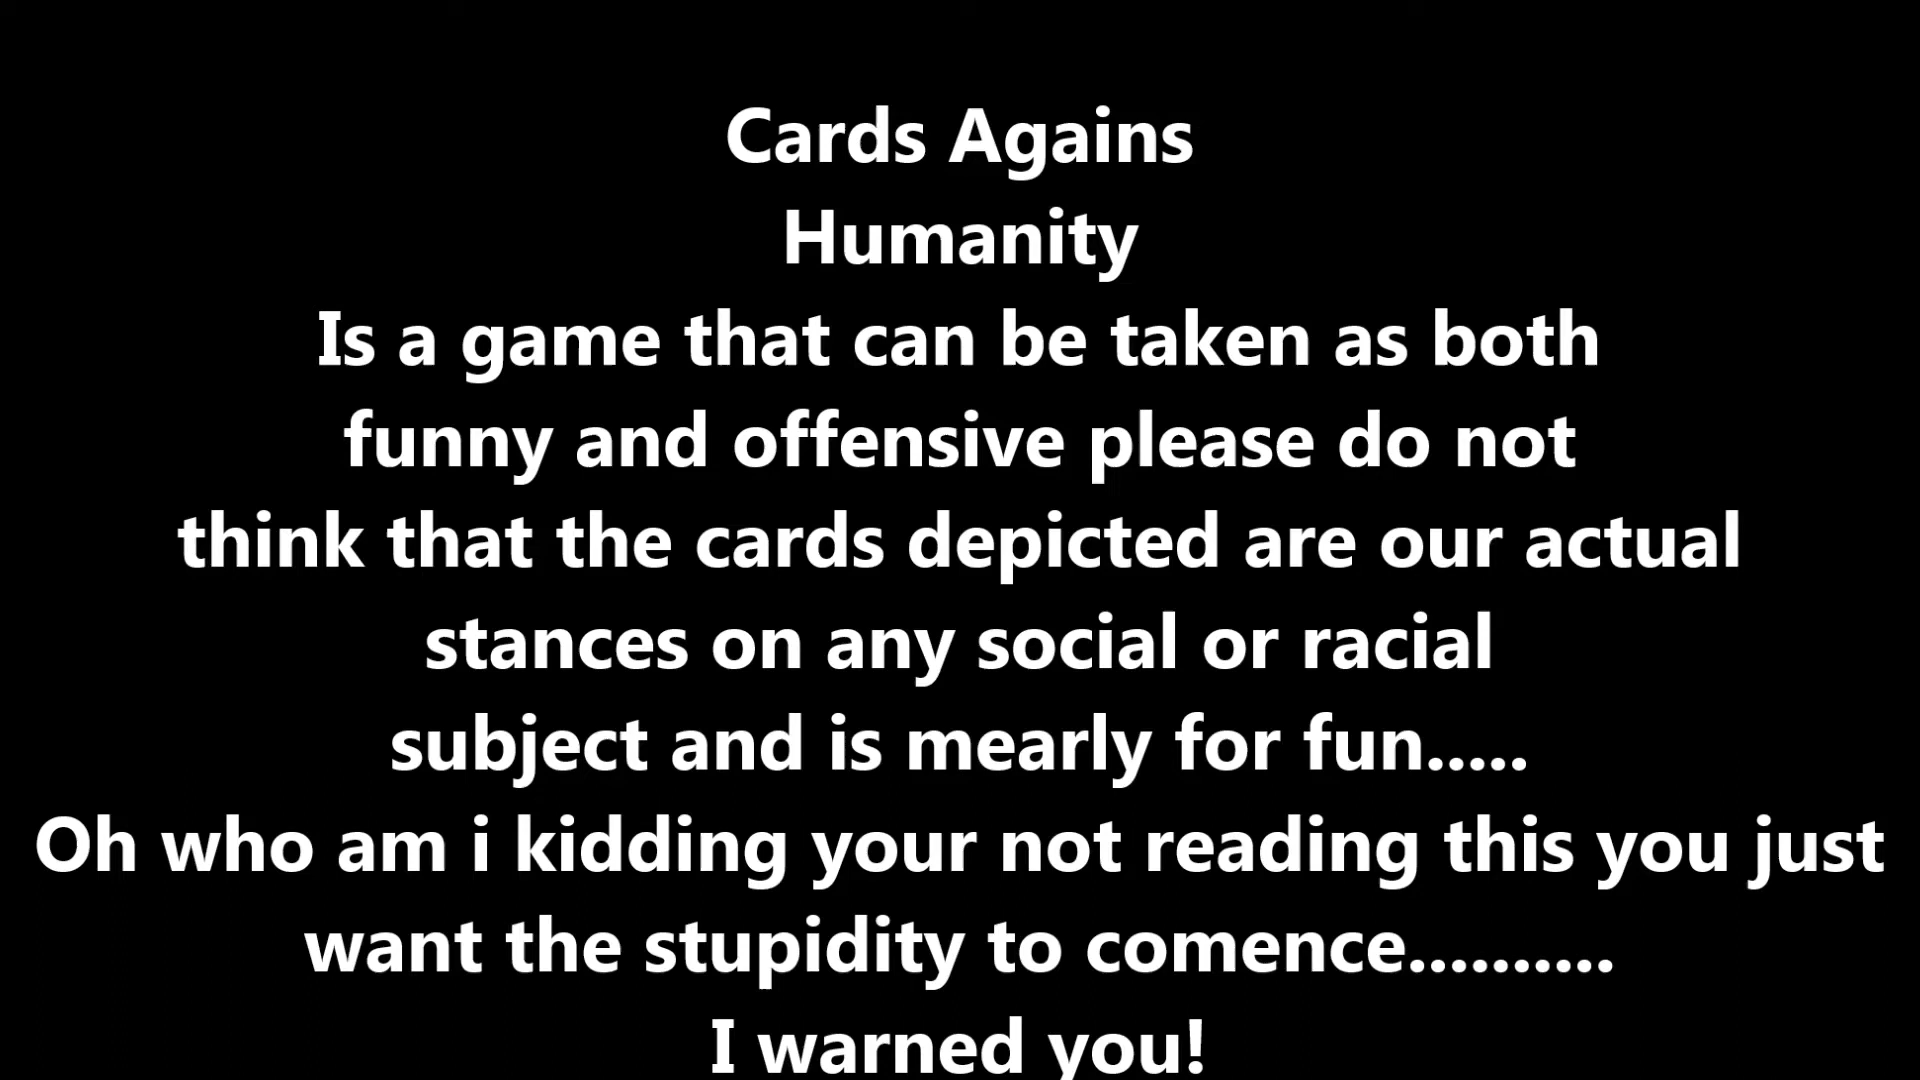 Cards Agains
Humanity
Is a game that can be taken as both
funny and offensive please do not
think that the cards depicted are our actual
stances on any social or racial
subject and is mearly for fun.....
Oh who am i kidding your not reading this you just
want the stupidity to comence..........
I warned you!